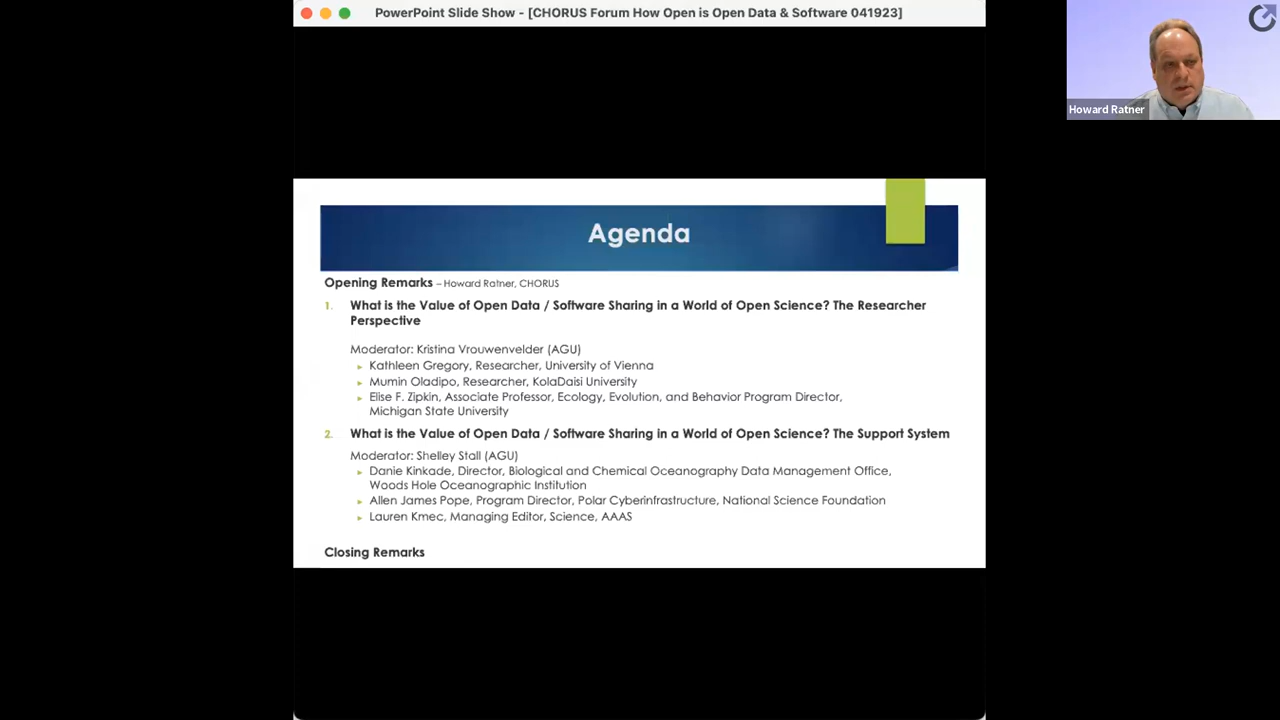 PowerPoint Slide Show - [CHORUS Forum How Open is Open Data & Software 041923]
Howard Ratner
Agenda
Opening Remarks – Howard Ratner, CHORUS
1. What is the Value of Open Data / Software Sharing in a World of Open Science? The Researcher
Perspective
Moderator: Kristina Vrouwenvelder (AGU)
Kathleen Gregory, Researcher, University of Vienna
Mumin Oladipo, Researcher, KolaDaisi University
Elise F. Zipkin, Associate Professor, Ecology, Evolution, and Behavior Program Director,
Michigan State University
2. What is the Value of Open Data / Software Sharing in a World of Open Science? The Support System
Moderator: Shelley Stall (AGU)
Danie Kinkade, Director, Biological and Chemical Oceanography Data Management Office,
Woods Hole Oceanographic Institution
Allen James Pope, Program Director, Polar Cyberinfrastructure, National Science Foundation
Lauren Kmec, Managing Editor, Science, AAAS
Closing Remarks